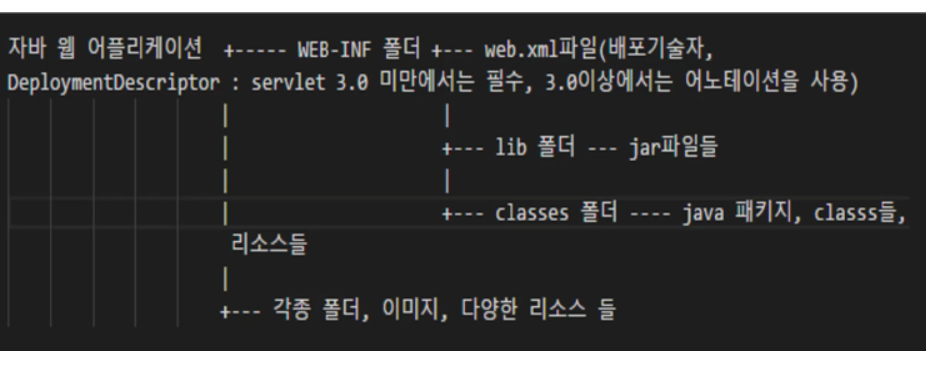 자바 웹 어플리케이션 +----- WEB-INF 폴더 +--- web.xml파일(배포기술자,
DeploymentDescriptor : servlet 3.0 미만에서는 필수, 3.0이상에서는 어노테이션을 사용)
| |
| +--- lib 폴더 --- jar파일들
| |
| +--- classes 폴더 ---- java 패키지, classs들,
리소스들
|
+--- 각종 폴더, 이미지, 다양한 리소스 들